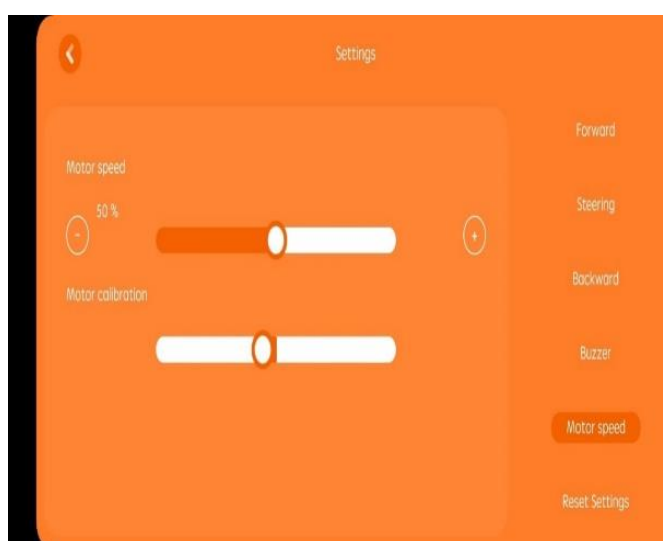 Settings
Motor speed
50 %
-
+
Motor calibration
Forward
Steering
Backward
Buzzer
Motor speed
Reset Settings